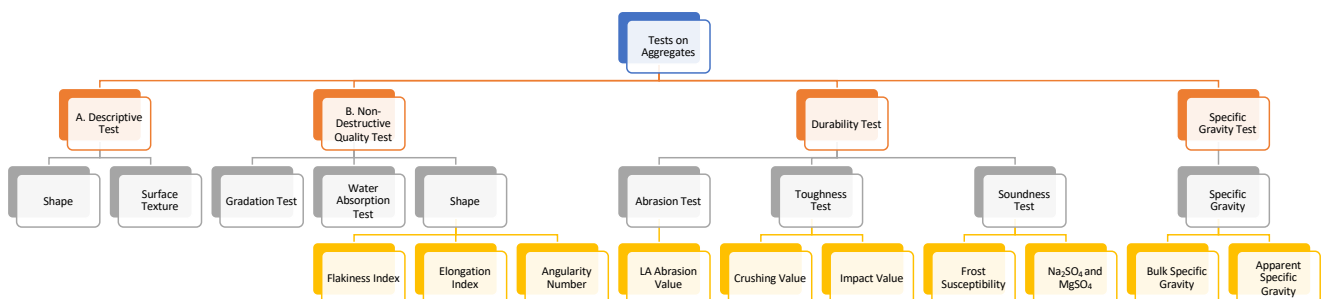 Tests on
Aggregates
A. Descriptive
Test
B. Non-
Destructive
Quality Test
Durability Test
Specific
Gravity Test
Shape
Surface
Texture
Gradation Test
Water
Absorption
Test
Shape
Abrasion Test
Toughness
Test
Soundness
Test
Specific
Gravity
Flakiness Index
Elongation
Index
Angularity
Number
LA Abrasion
Value
Crushing Value
Impact Value
Frost
Susceptibility
Na₂SO₄ and
MgSO₄
Bulk Specific
Gravity
Apparent
Specific
Gravity